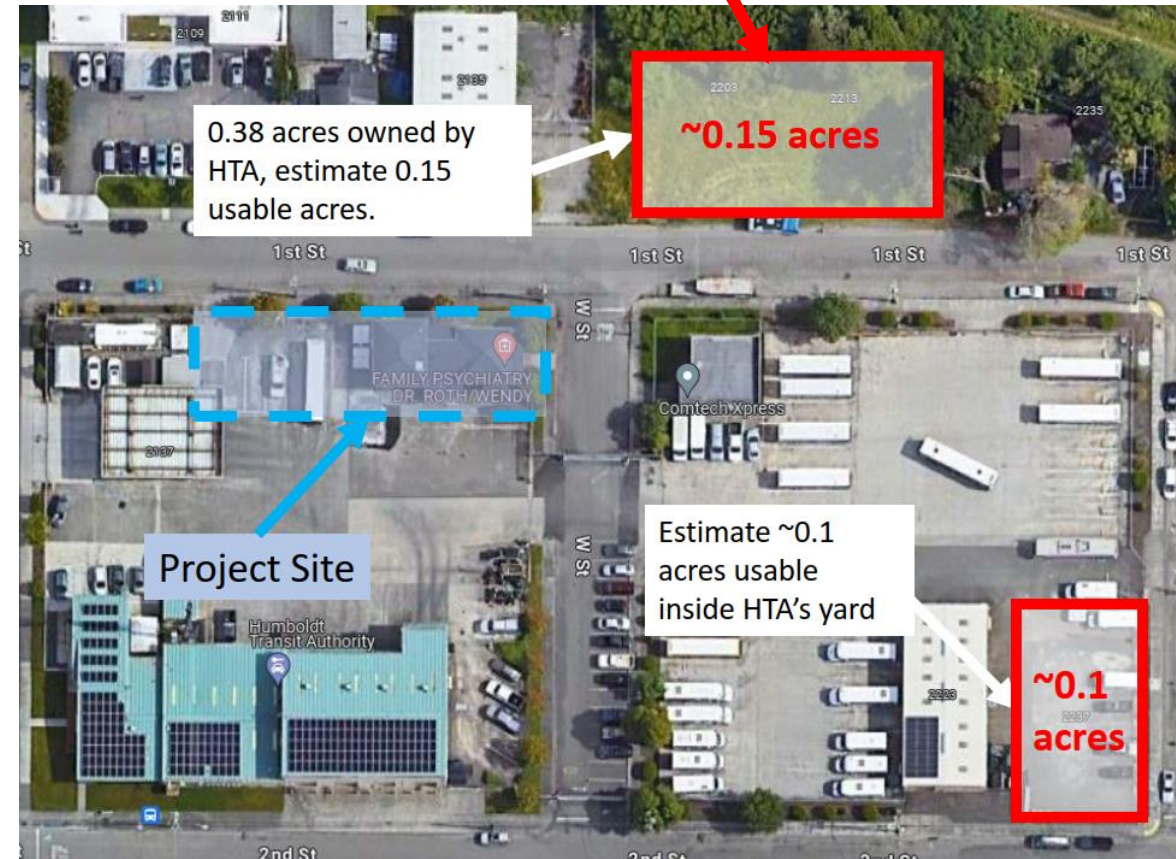 2111
2109
2135
2203
2213
2235
~0.15 acres
0.38 acres owned by
HTA, estimate 0.15
usable acres.
St
1st St
1st St
1st St
1st St
W St
FAMILY PSYCHIATRY
DR. ROTH/WENDY
Comtech Xpress
2137
Project Site
W St
Estimate ~0.1
acres usable
inside HTA's yard
Humboldt
Transit Authority
2223
~0.1
2237
acres
St
2nd St
2nd St
2nd St